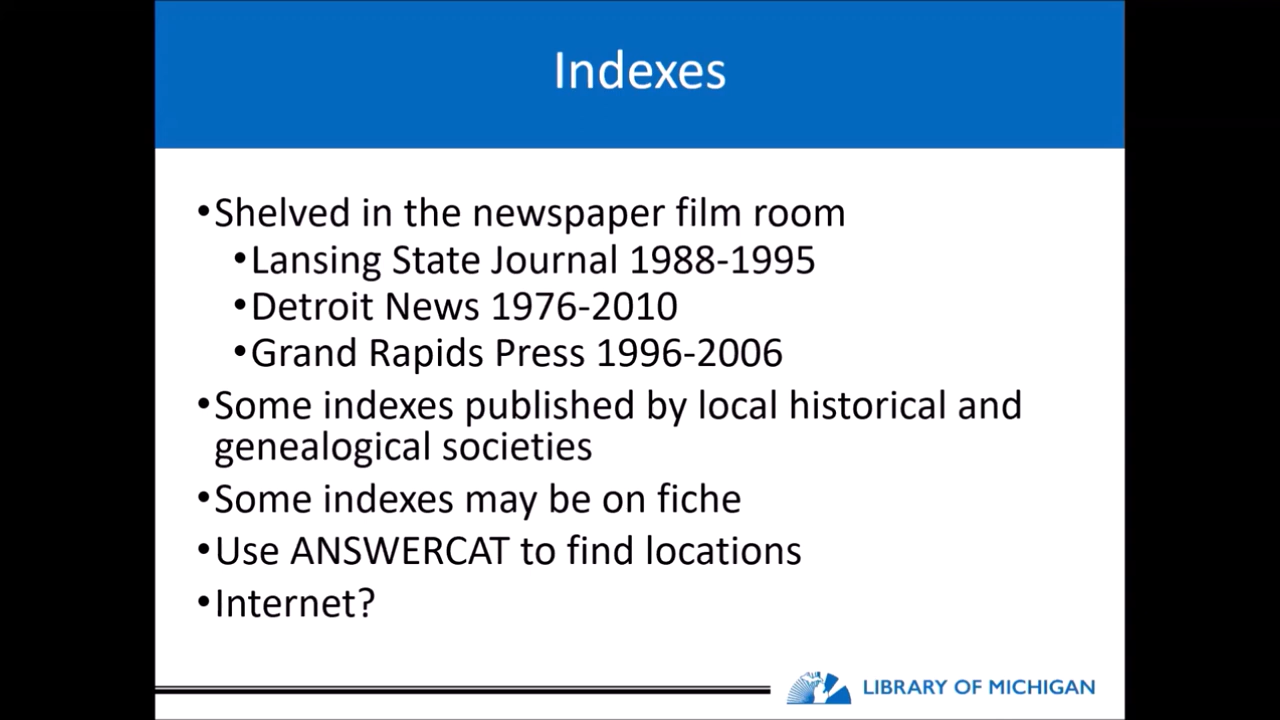 Indexes
•Shelved in the newspaper film room
•Lansing State Journal 1988-1995
•Detroit News 1976-2010
•Grand Rapids Press 1996-2006
•Some indexes published by local historical and
genealogical societies
•Some indexes may be on fiche
•Use ANSWERCAT to find locations
•Internet?
LIBRARY OF MICHIGAN